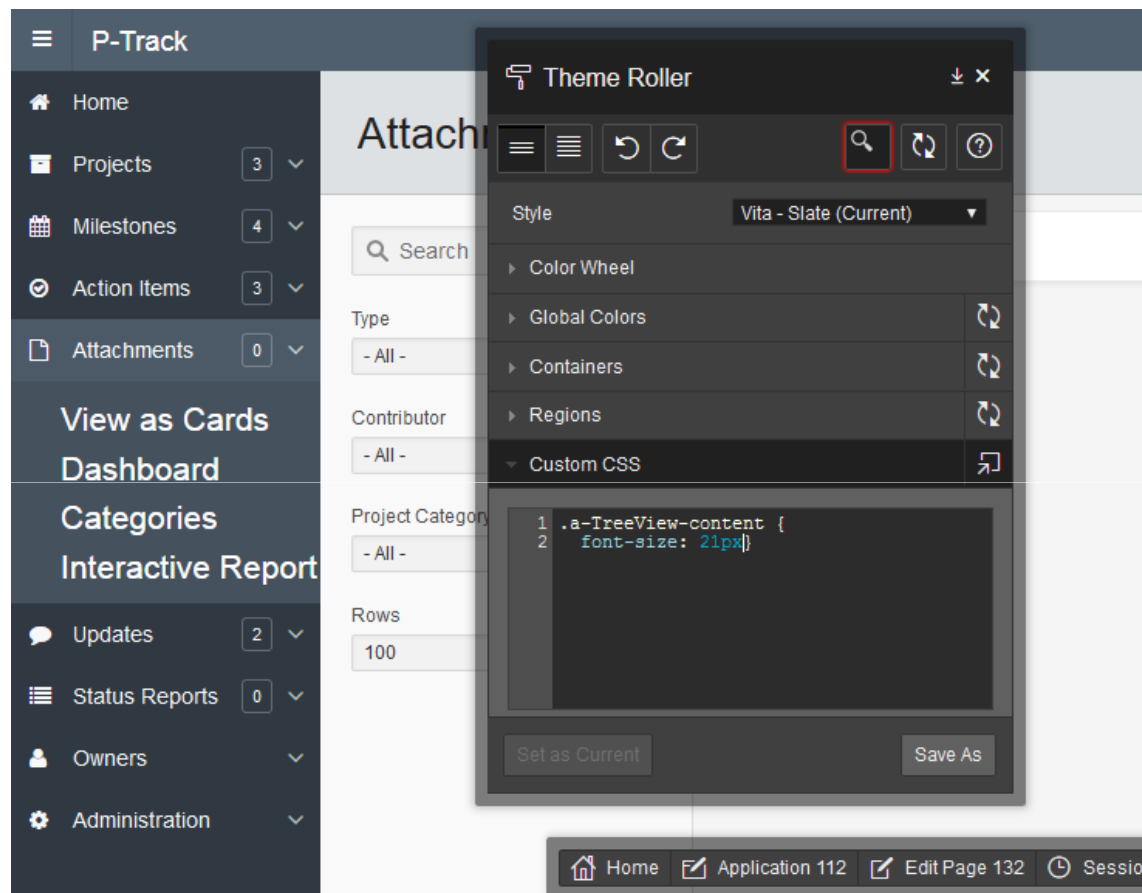 P-Track
Home
Projects 3
Milestones 4
Action Items 3
Attachments 0
View as Cards
Dashboard
Categories
Interactive Report
Updates 2
Status Reports 0
Owners
Administration
Search
Type
- All -
Contributor
- All -
Project Category
- All -
Rows
100
Theme Roller
Style Vita - Slate (Current)
Color Wheel
Global Colors
Containers
Regions
Custom CSS
1 .a-TreeView-content {
2 font-size: 21px}
Set as Current Save As
Home Application 112 Edit Page 132